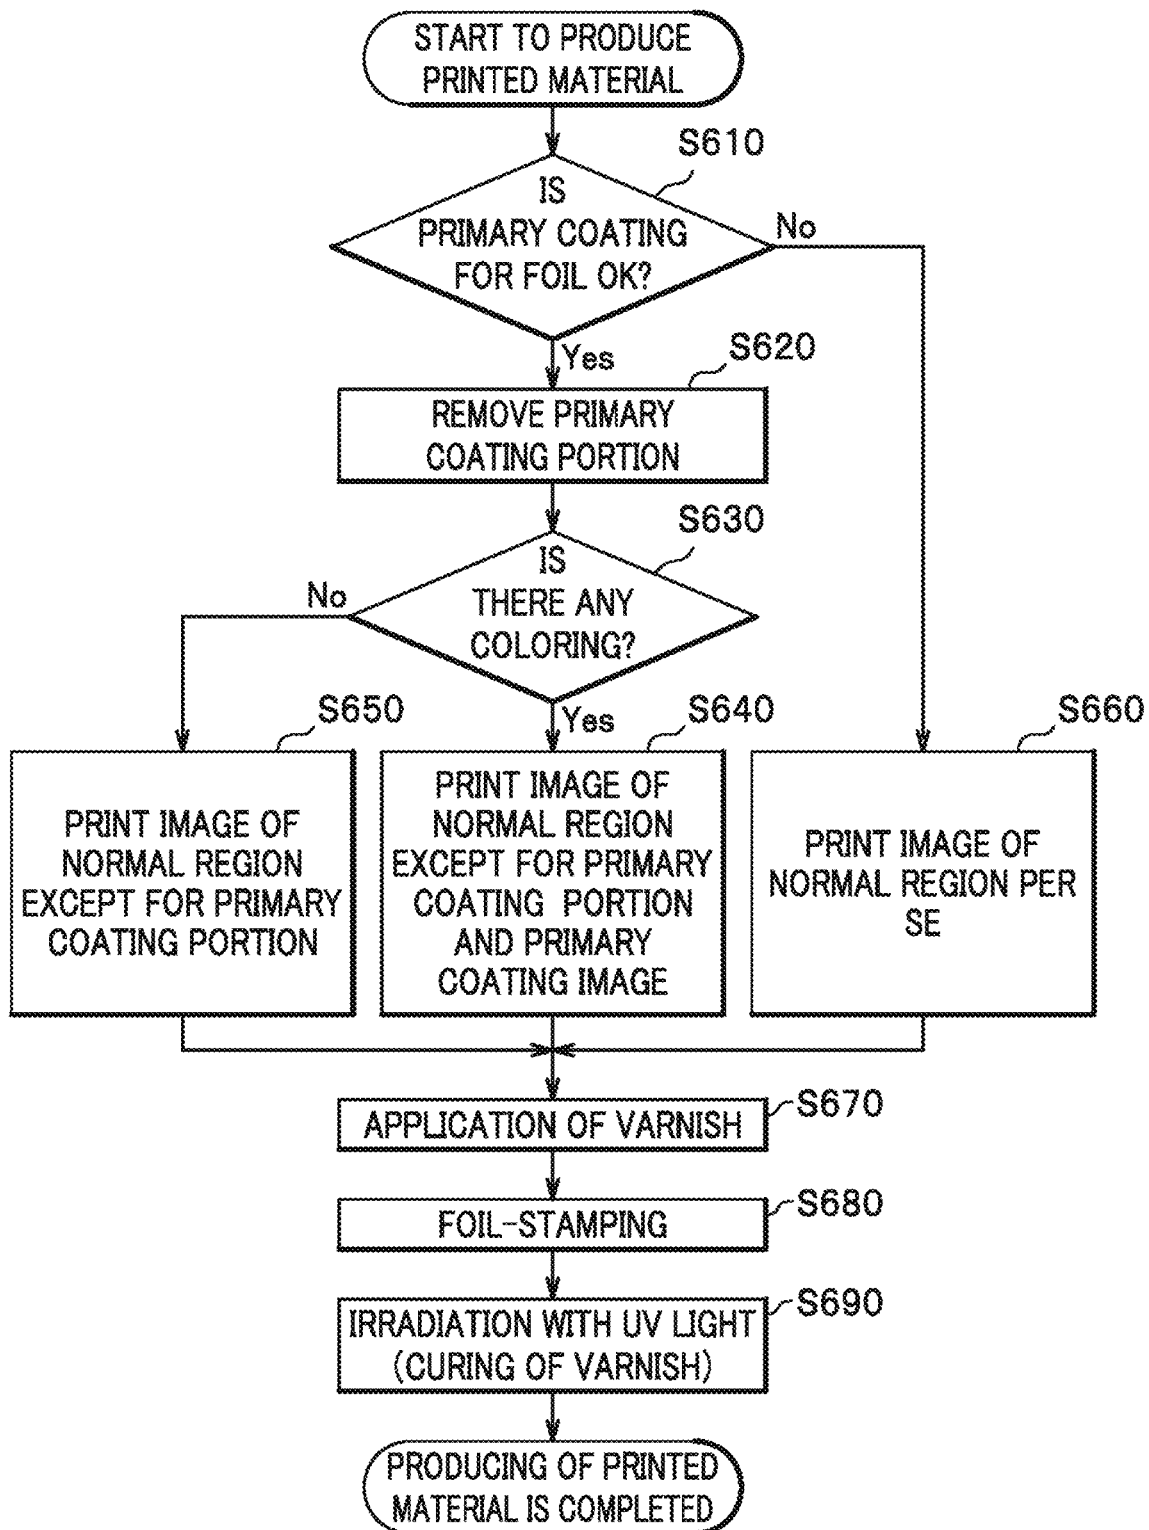 START TO PRODUCE
PRINTED MATERIAL
S610
IS
PRIMARY COATING
FOR FOIL OK?
No
Yes
S620
REMOVE PRIMARY
COATING PORTION
S630
IS
THERE ANY
COLORING?
No
Yes
S650
PRINT IMAGE OF
NORMAL REGION
EXCEPT FOR PRIMARY
COATING PORTION
S640
PRINT IMAGE OF
NORMAL REGION
EXCEPT FOR PRIMARY
COATING PORTION
AND PRIMARY
COATING IMAGE
S660
PRINT IMAGE OF
NORMAL REGION PER
SE
S670
APPLICATION OF VARNISH
S680
FOIL-STAMPING
S690
IRRADIATION WITH UV LIGHT
(CURING OF VARNISH)
PRODUCING OF PRINTED
MATERIAL IS COMPLETED